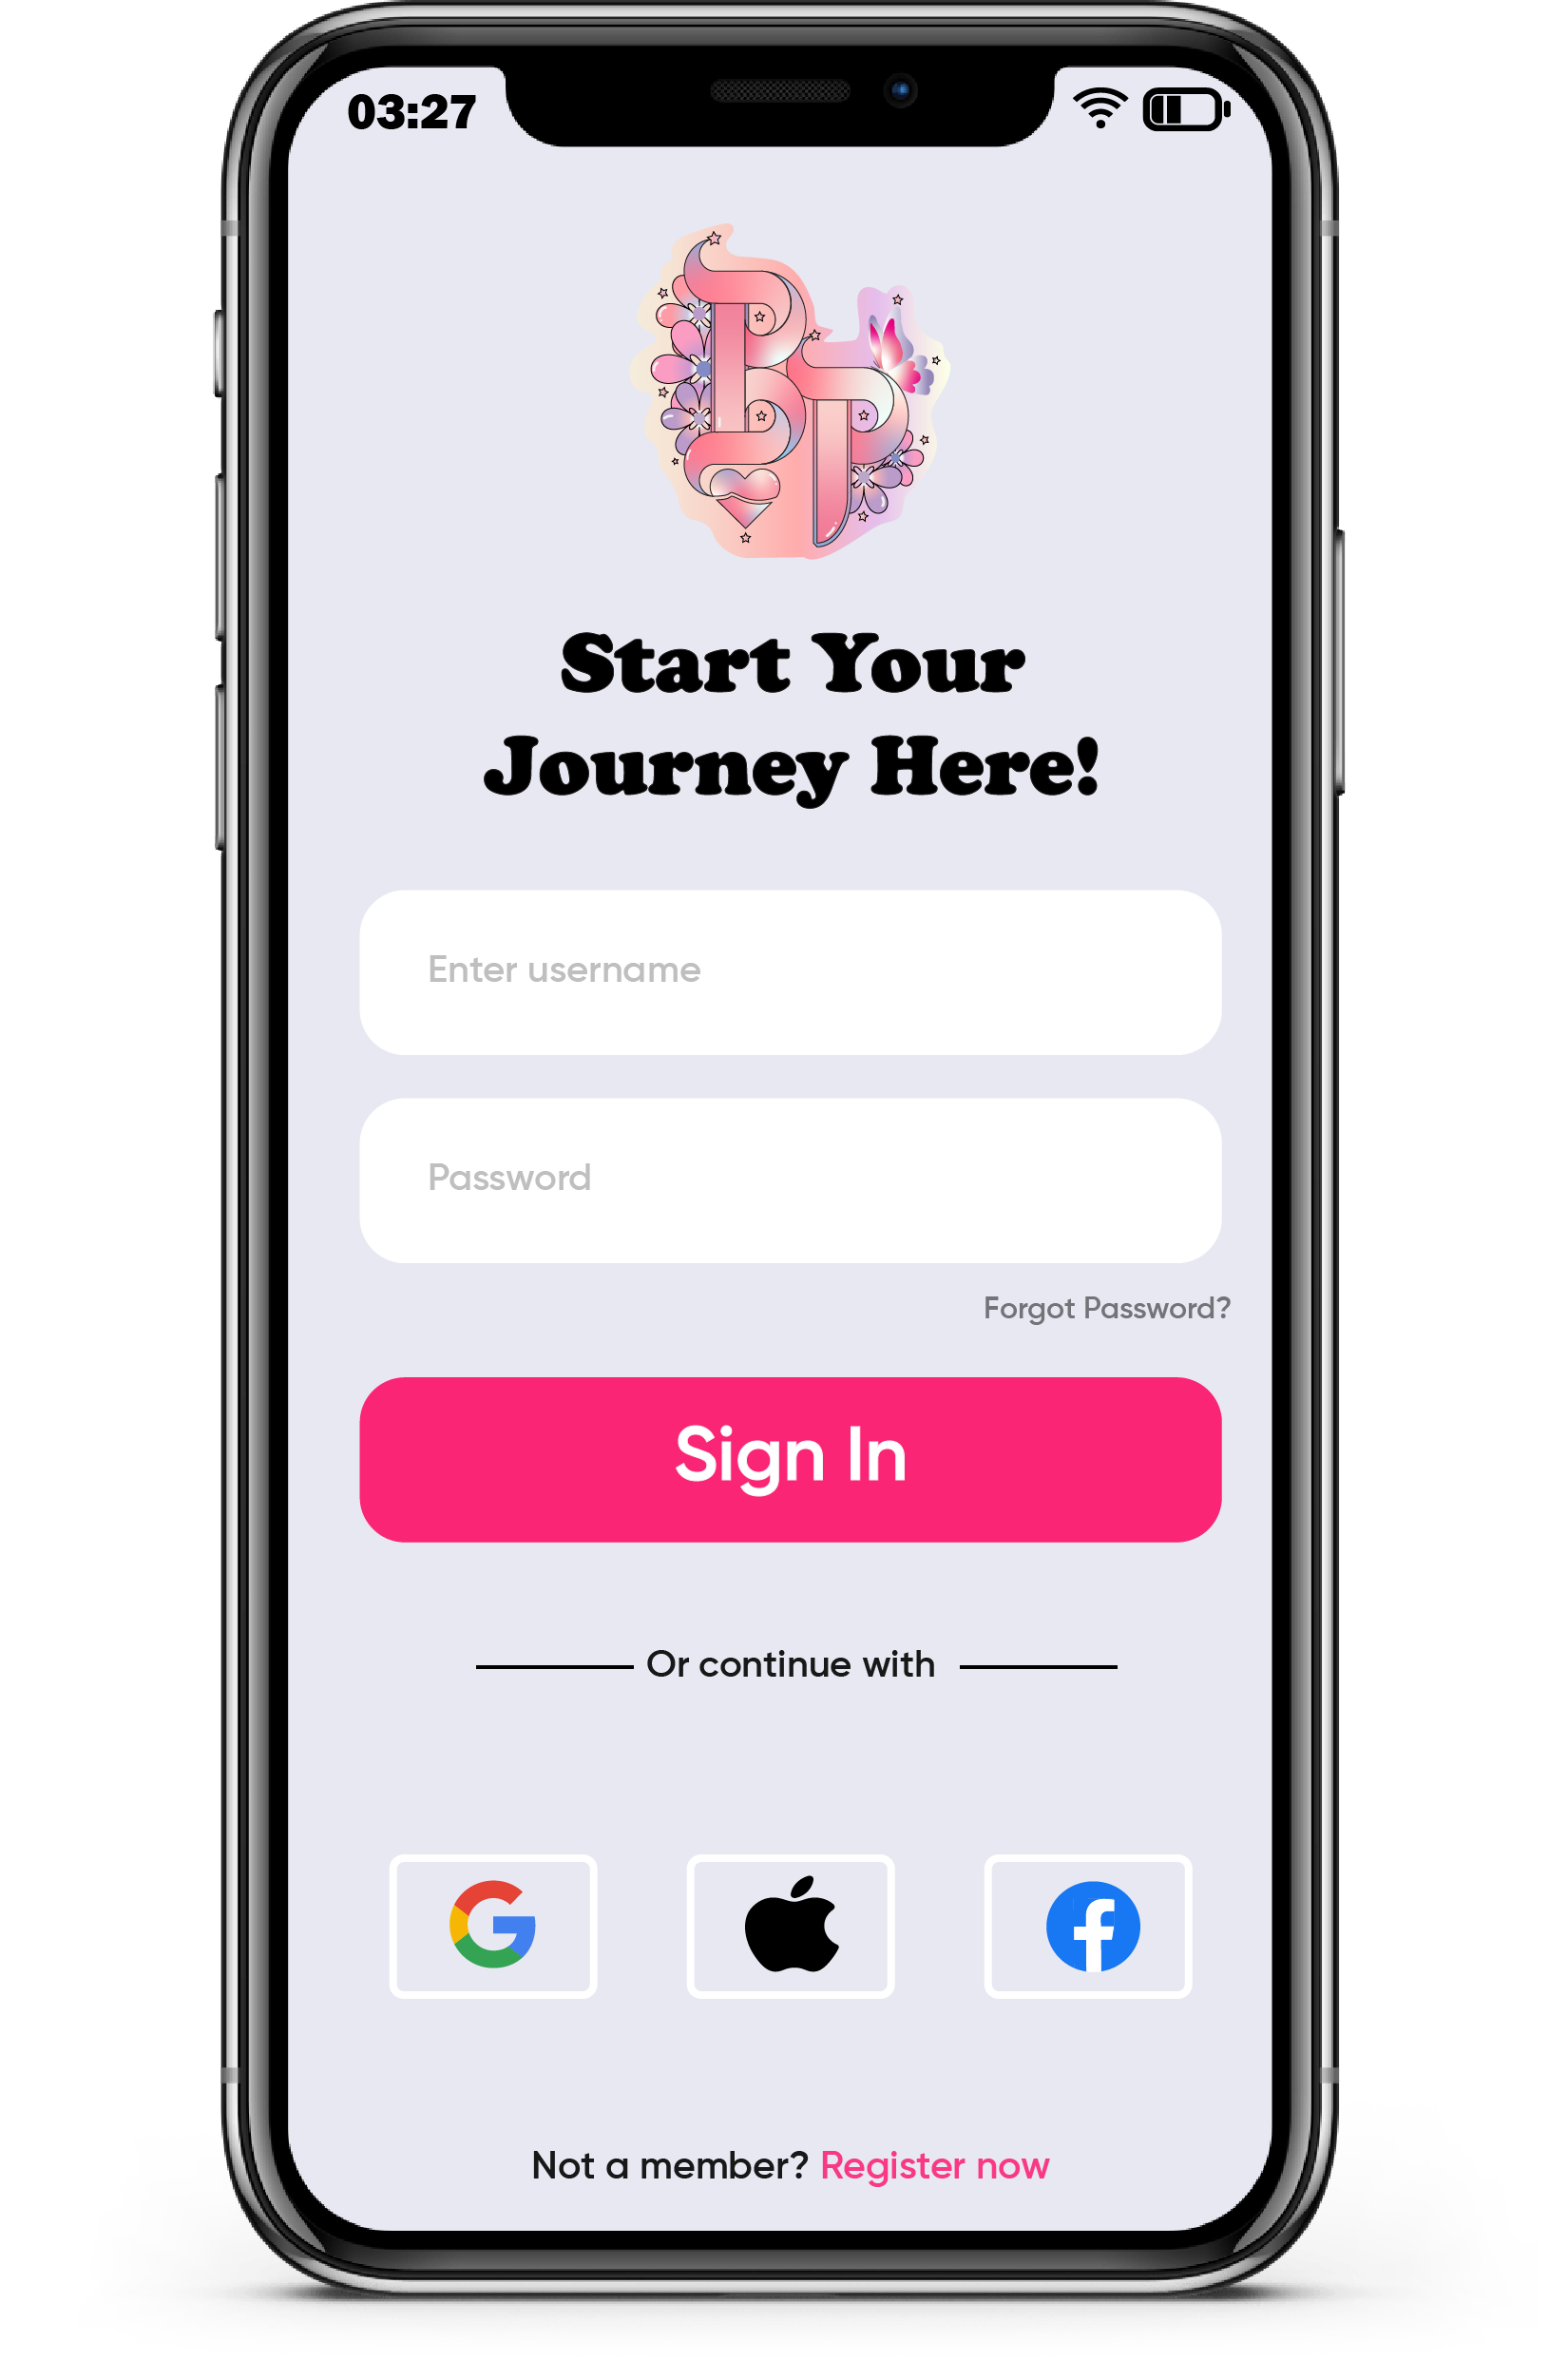 03:27
Start Your
Journey Here!
Enter username
Password
Forgot Password?
Sign In
Or continue with
Not a member? Register now